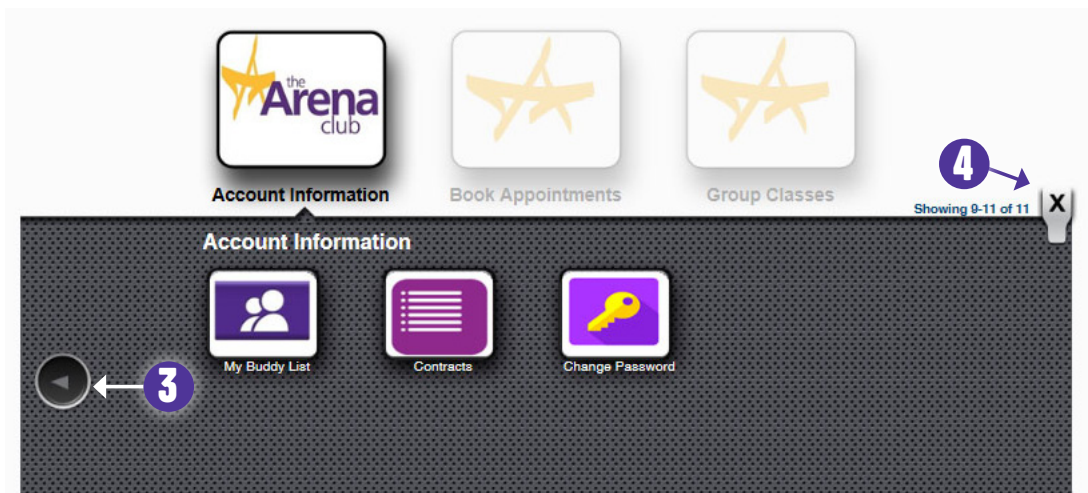 the
Arena
club
4
Account Information
Book Appointments
Group Classes
Showing 9-11 of 11
X
Account Information
My Buddy List
Contracts
Change Password
3